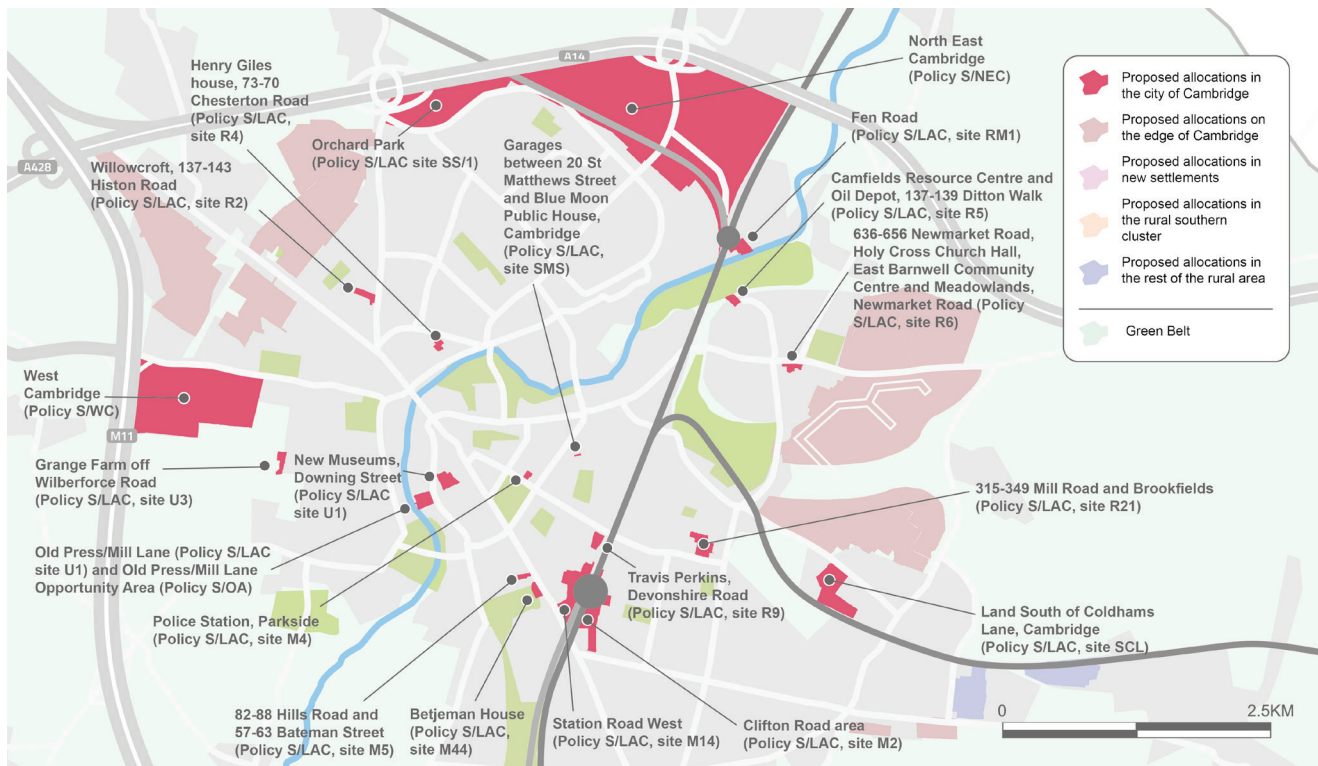 A14
North East
Cambridge
(Policy S/NEC)
Henry Giles
house, 73-70
Chesterton Road
(Policy S/LAC,
site R4)
Orchard Park
(Policy S/LAC site SS/1)
Garages
between 20 St
Matthews Street
and Blue Moon
Public House,
Cambridge
(Policy S/LAC,
site SMS)
Fen Road
(Policy S/LAC, site RM1)
A428
Willowcroft, 137-143
Histon Road
(Policy S/LAC, site R2)
Camfields Resource Centre and
Oil Depot, 137-139 Ditton Walk
(Policy S/LAC, site R5)
636-656 Newmarket Road,
Holy Cross Church Hall,
East Barnwell Community
Centre and Meadowlands,
Newmarket Road (Policy
S/LAC, site R6)
Proposed allocations in
the city of Cambridge
Proposed allocations on
the edge of Cambridge
Proposed allocations in
new settlements
Proposed allocations in
the rural southern
cluster
Proposed allocations in
the rest of the rural area
Green Belt
West
Cambridge
(Policy S/WC)
M11
Grange Farm off
Wilberforce Road
(Policy S/LAC, site U3)
New Museums,
Downing Street
(Policy S/LAC
site U1)
315-349 Mill Road and Brookfields
(Policy S/LAC, site R21)
Old Press/Mill Lane (Policy S/LAC
site U1) and Old Press/Mill Lane
Opportunity Area (Policy S/OA)
Police Station, Parkside
(Policy S/LAC, site M4)
Travis Perkins,
Devonshire Road
(Policy S/LAC, site R9)
Land South of Coldhams
Lane, Cambridge
(Policy S/LAC, site SCL)
82-88 Hills Road and
57-63 Bateman Street
(Policy S/LAC, site M5)
Betjeman House
(Policy S/LAC,
site M44)
Station Road West
(Policy S/LAC, site M14)
Clifton Road area
(Policy S/LAC, site M2)
0
2.5KM